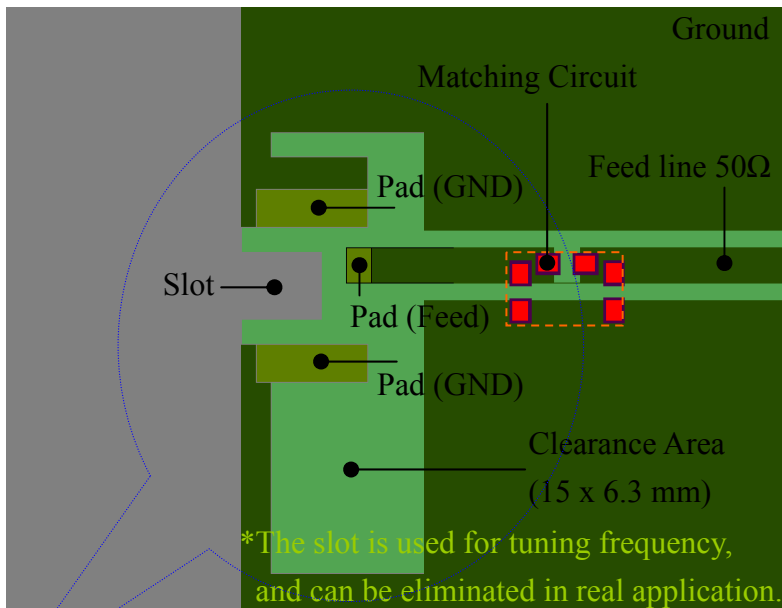 Ground
Matching Circuit
Feed line 50Ω
Pad (GND)
Slot
Pad (Feed)
Pad (GND)
Clearance Area
(15 x 6.3 mm)
*The slot is used for tuning frequency,
and can be eliminated in real application.